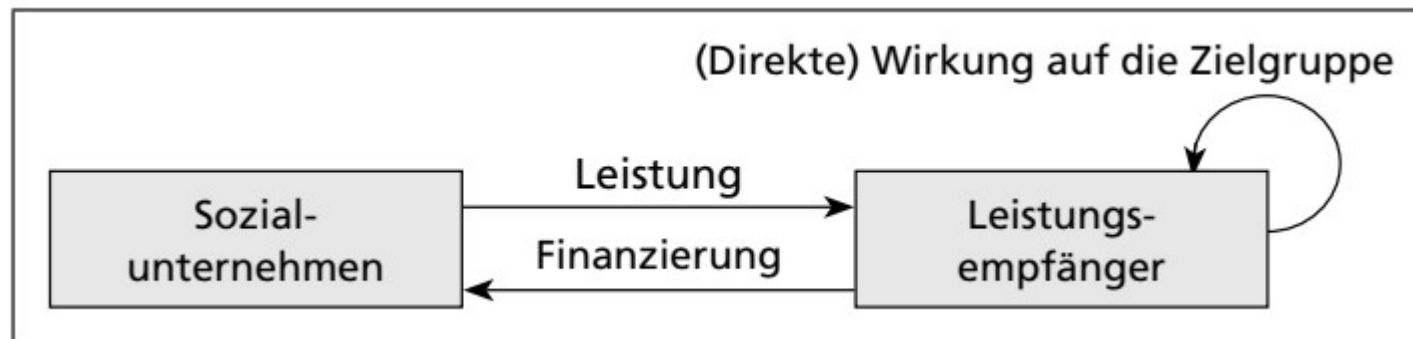 (Direkte) Wirkung auf die Zielgruppe
Sozial-
unternehmen
Leistung
Finanzierung
Leistungs-
empfänger